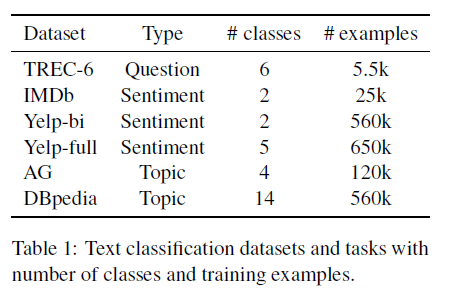 Dataset Type # classes # examples
TREC-6 Question 6 5.5k
IMDb Sentiment 2 25k
Yelp-bi Sentiment 2 560k
Yelp-full Sentiment 5 650k
AG Topic 4 120k
DBpedia Topic 14 560k
Table 1: Text classification datasets and tasks with
number of classes and training examples.